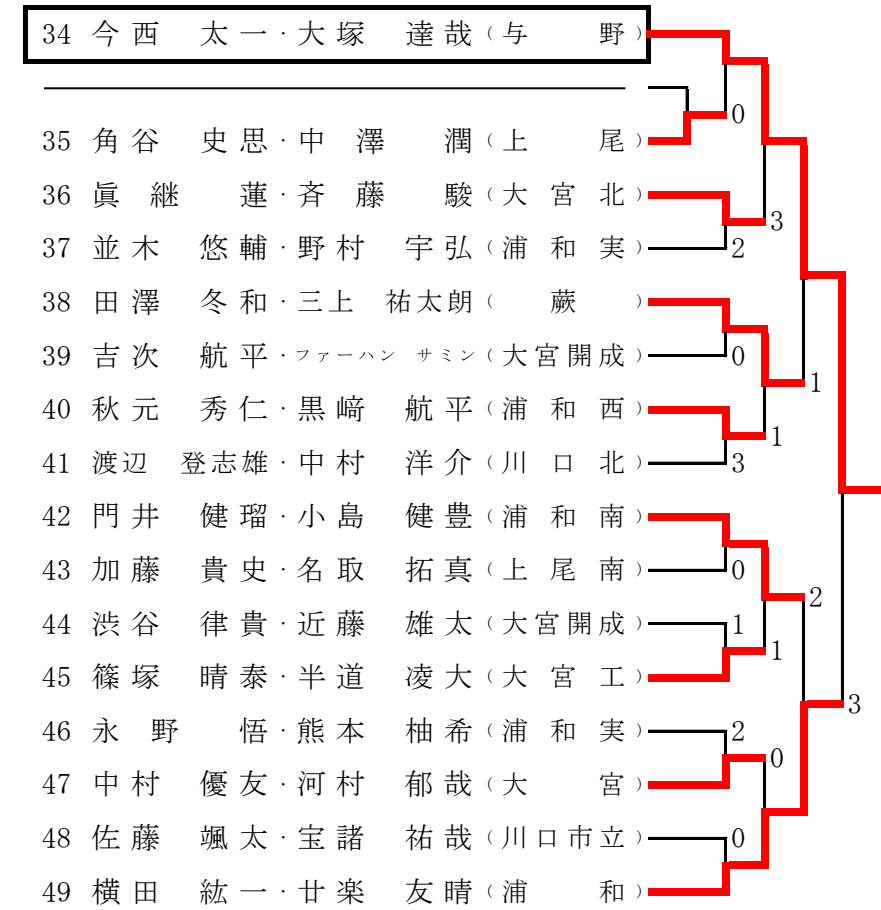 34 今西 太一・大塚 達哉(与 野)
0
35 角谷 史思・中澤 潤(上 尾)
36 眞継 蓮・斉藤 駿(大 宮 北)
3
37 並木 悠輔・野村 宇弘(浦 和 実)
2
38 田澤 冬和・三上 祐太朗(蕨)
39 吉次 航平・ファーハン サミン(大宮開成)
0
1
40 秋元 秀仁・黒﨑 航平(浦 和 西)
1
41 渡辺 登志雄・中村 洋介(川 口 北)
3
42 門井 健瑠・小島 健豊(浦 和 南)
43 加藤 貴史・名取 拓真(上 尾 南)
0
2
44 渋谷 律貴・近藤 雄太(大宮開成)
1
1
45 篠塚 晴泰・半道 凌大(大 宮 工)
3
46 永野 悟・熊本 柚希(浦 和 実)
2
0
47 中村 優友・河村 郁哉(大 宮)
48 佐藤 颯太・宝諸 祐哉(川口市立)
0
49 横田 紘一・廿楽 友晴(浦 和)